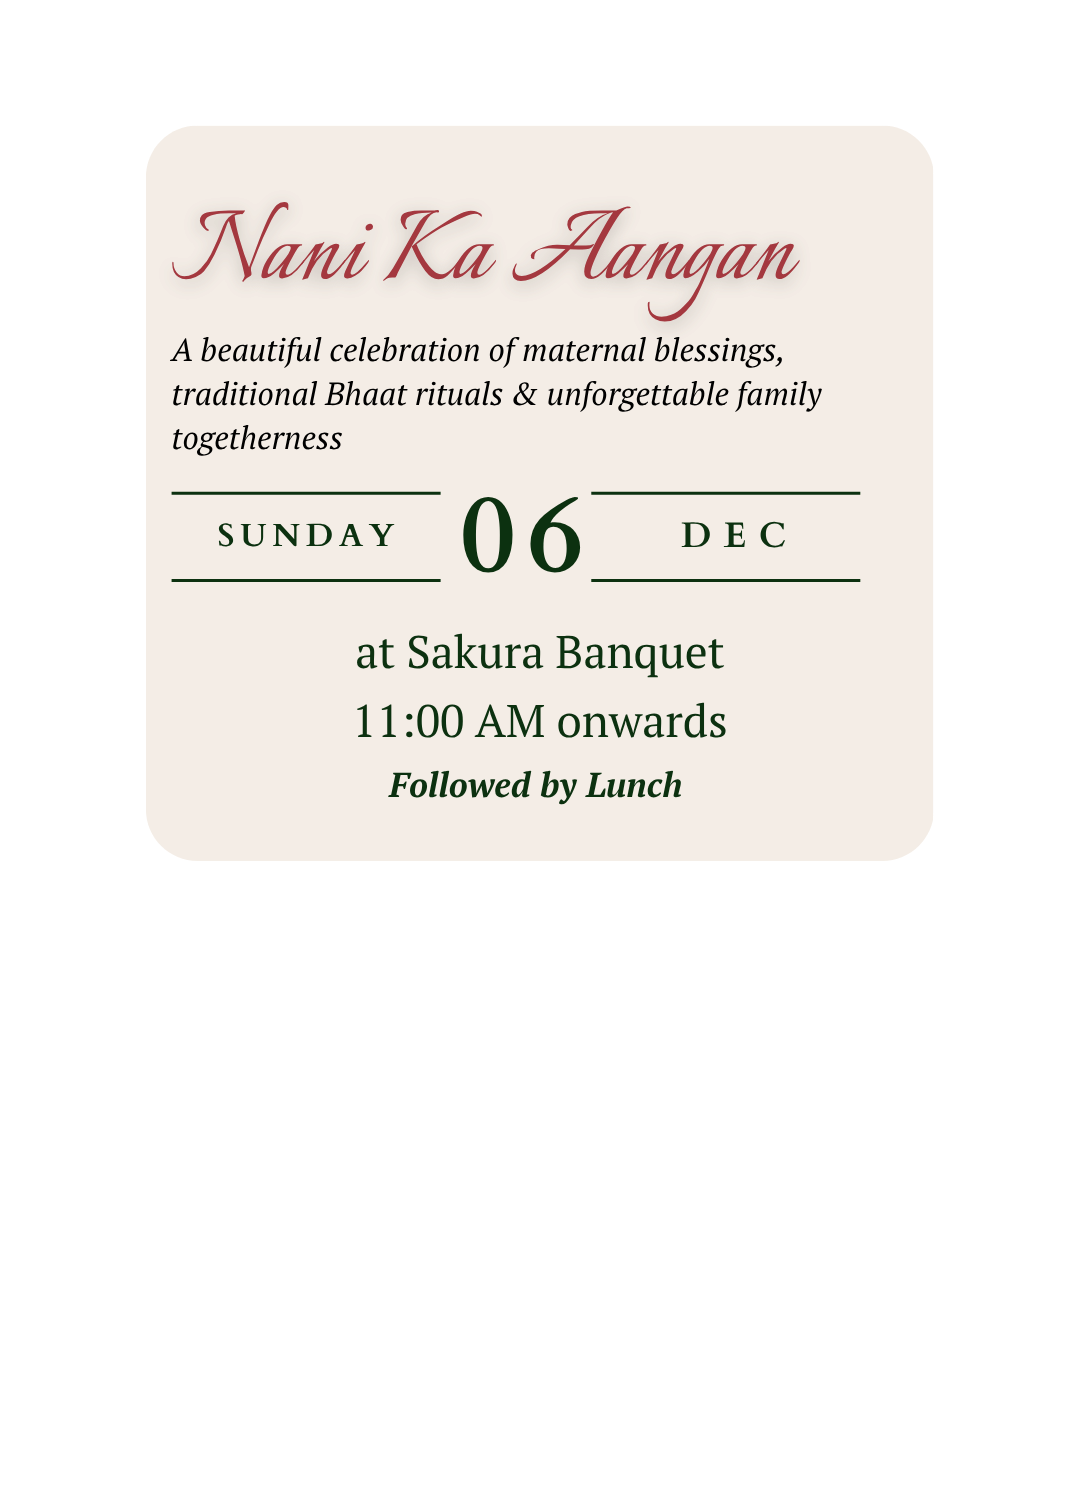 Nani Ka Aangan
A beautiful celebration of maternal blessings,
traditional Bhaat rituals & unforgettable family
togetherness
SUNDAY 06 DEC
at Sakura Banquet
11:00 AM onwards
Followed by Lunch